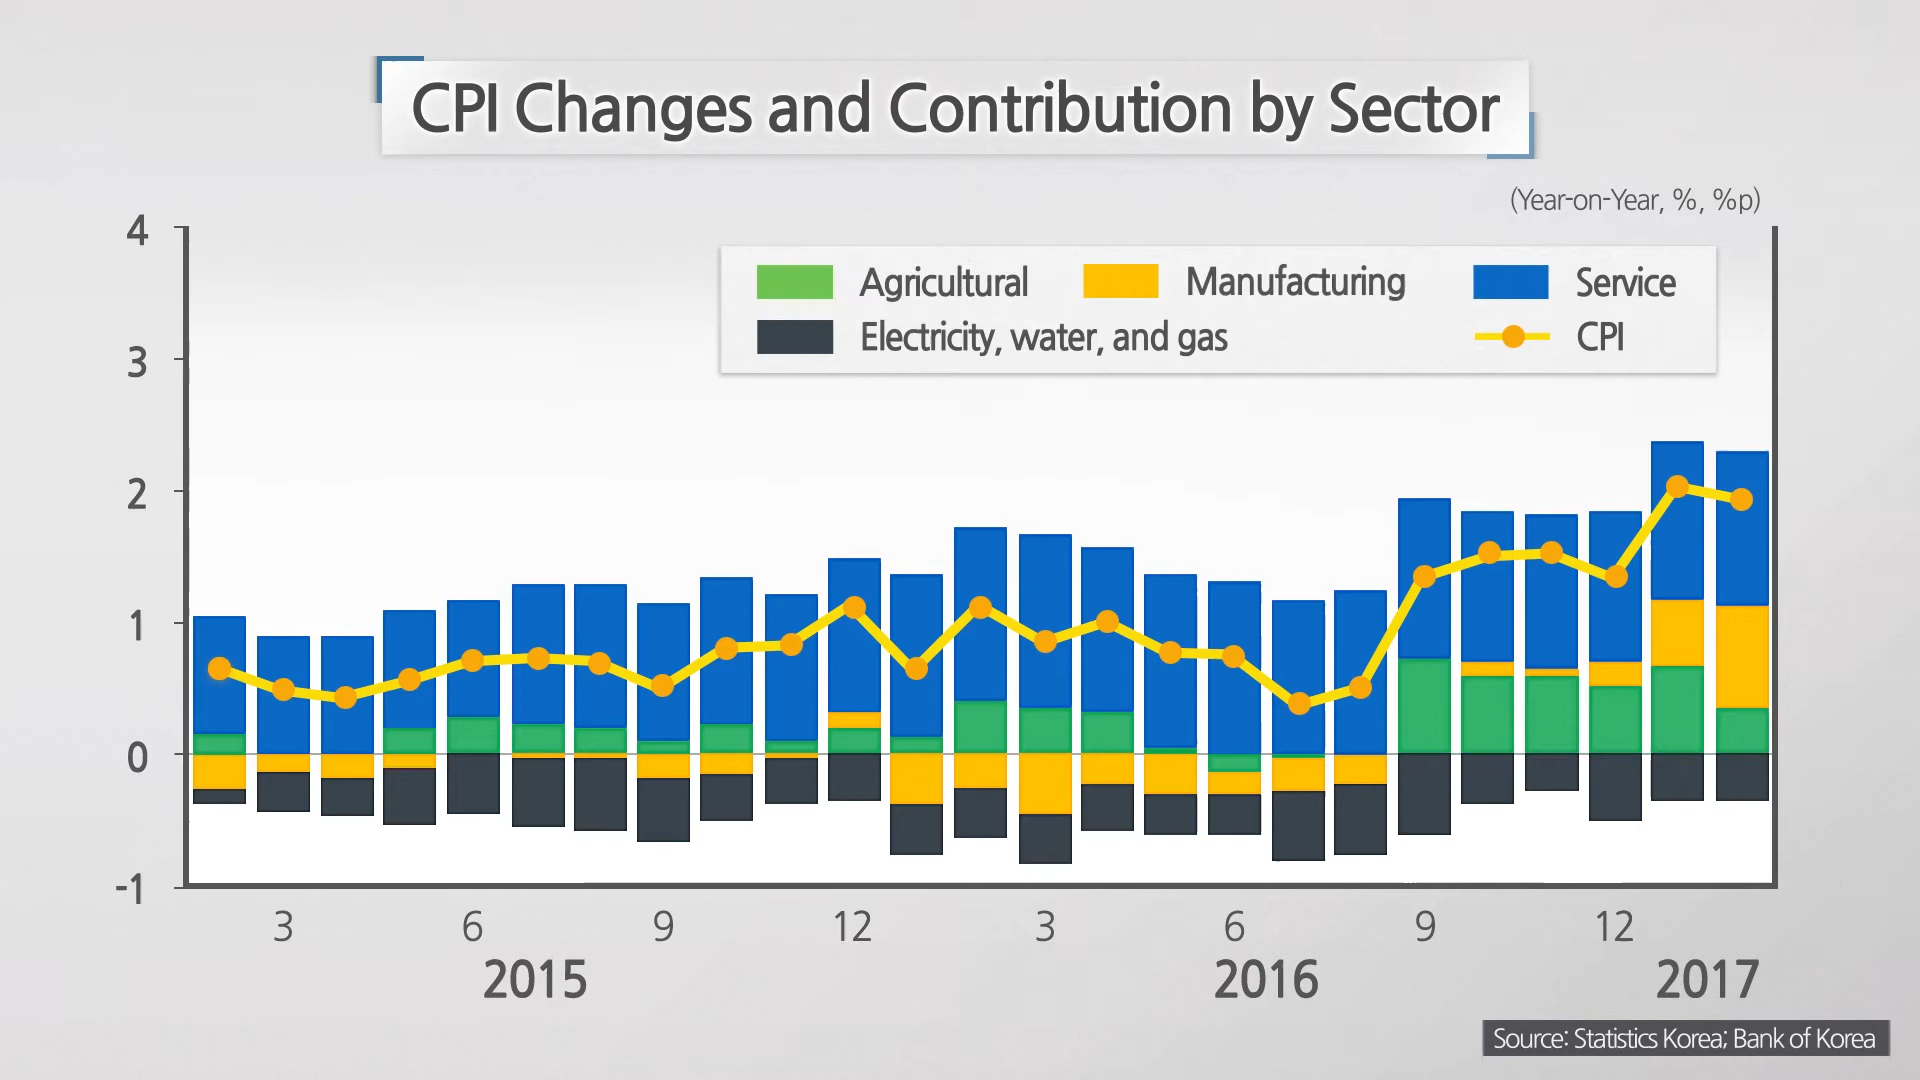 CPI Changes and Contribution by Sector
(Year-on-Year, %, %p)
4
Agricultural Manufacturing Service
Electricity, water, and gas CPI
3
2
1
0
-1
3 6 9 12 3 6 9 12
2015 2016 2017
Source: Statistics Korea; Bank of Korea